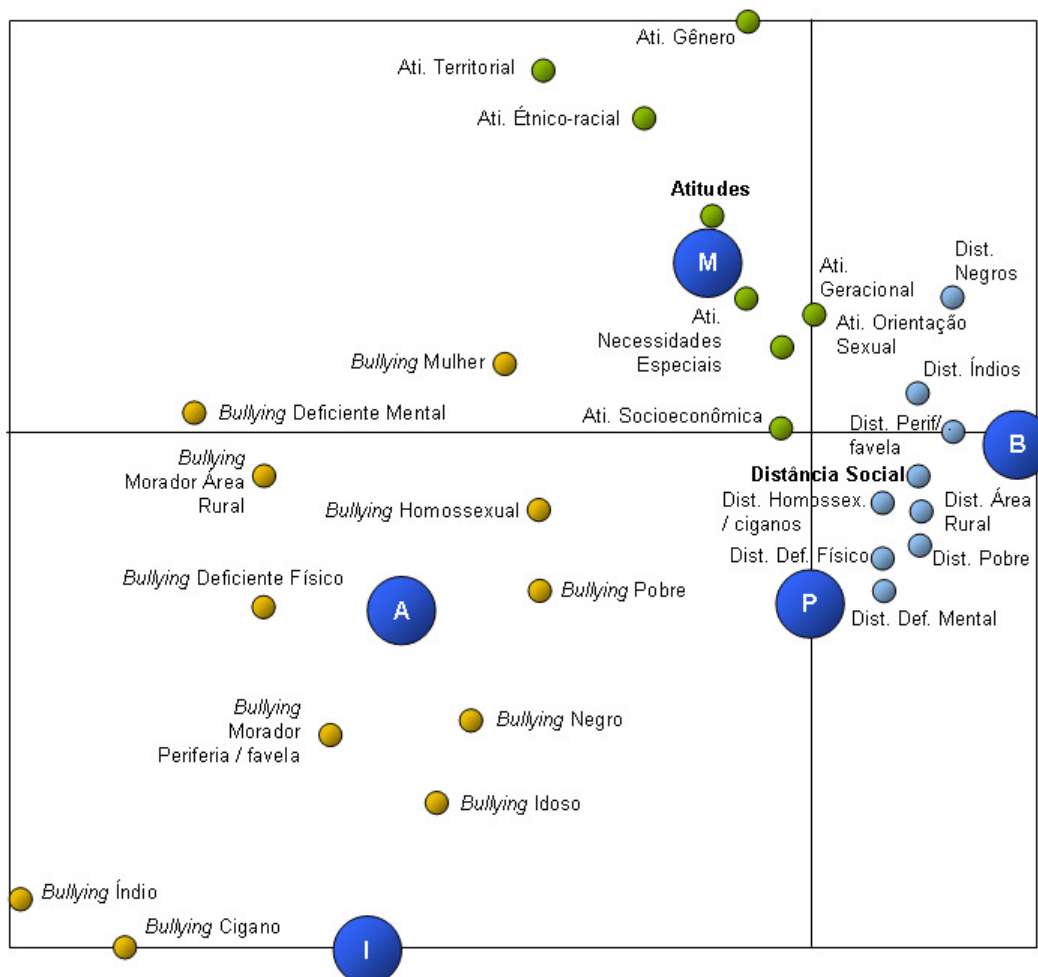 Ati. Gênero
Ati. Territorial
Ati. Étnico-racial
Atitudes
M
Dist.
Negros
Ati.
Geracional
Ati.
Necessidades
Especiais
Ati. Orientação
Sexual
Bullying Mulher
Dist. Índios
Bullying Deficiente Mental
Ati. Socioeconômica
Dist. Perif/
favela
B
Bullying
Morador Área
Rural
Distância Social
Bullying Homossexual
Dist. Homossex.
/ ciganos
Dist. Área
Rural
Dist. Def. Físico
Dist. Pobre
Bullying Deficiente Físico
A
Bullying Pobre
P
Dist. Def. Mental
Bullying
Morador
Periferia / favela
Bullying Negro
Bullying Idoso
Bullying Índio
Bullying Cigano
I